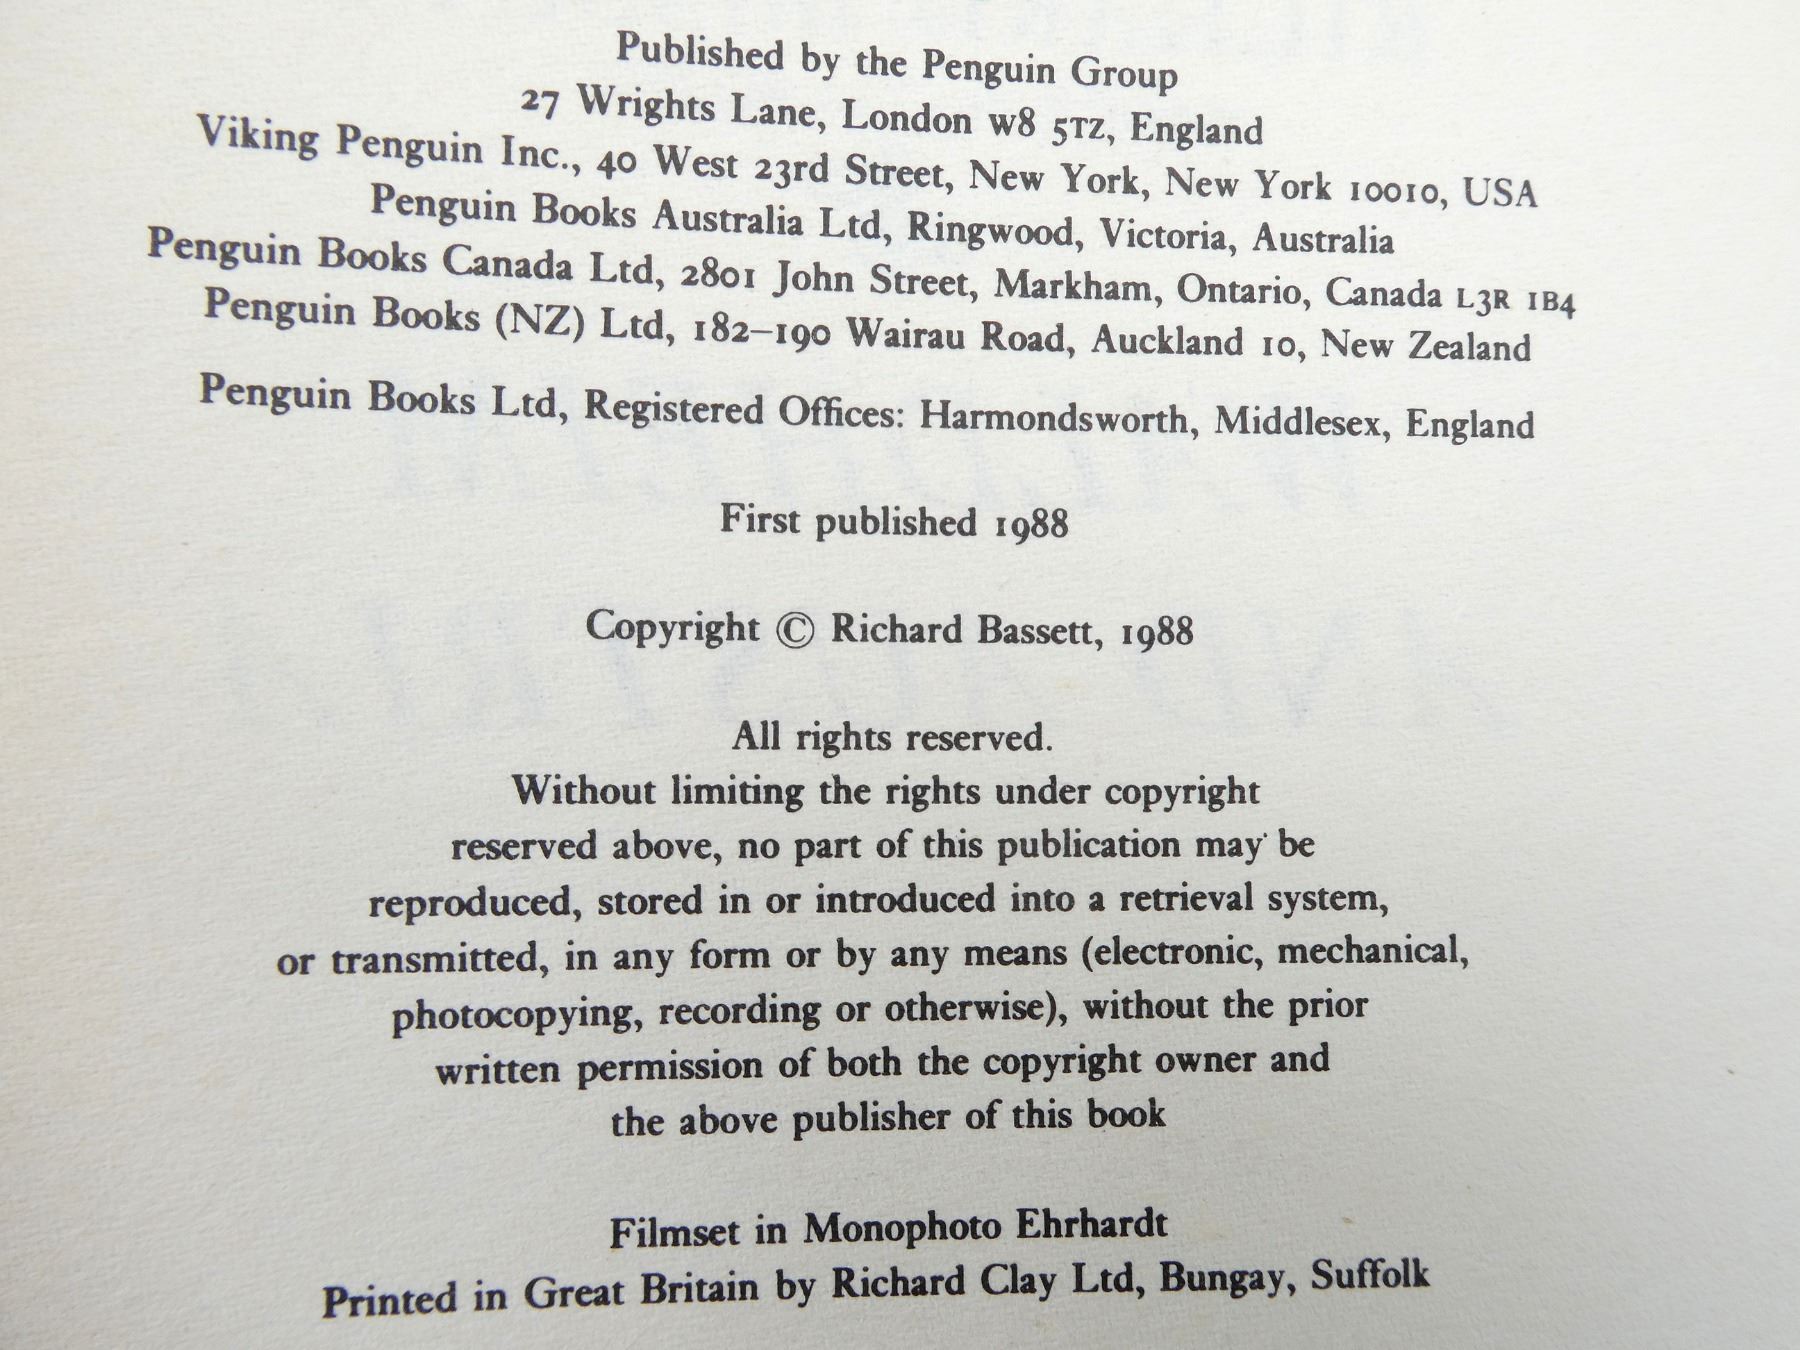 Published by the Penguin Group
27 Wrights Lane, London W8 5TZ, England
Viking Penguin Inc., 40 West 23rd Street, New York, New York 10010, USA
Penguin Books Australia Ltd, Ringwood, Victoria, Australia
Penguin Books Canada Ltd, 2801 John Street, Markham, Ontario, Canada L3R 1B4
Penguin Books (NZ) Ltd, 182–190 Wairau Road, Auckland 10, New Zealand
Penguin Books Ltd, Registered Offices: Harmondsworth, Middlesex, England
First published 1988
Copyright © Richard Bassett, 1988
All rights reserved.
Without limiting the rights under copyright
reserved above, no part of this publication may be
reproduced, stored in or introduced into a retrieval system,
or transmitted, in any form or by any means (electronic, mechanical,
photocopying, recording or otherwise), without the prior
written permission of both the copyright owner and
the above publisher of this book
Filmset in Monophoto Ehrhardt
Printed in Great Britain by Richard Clay Ltd, Bungay, Suffolk